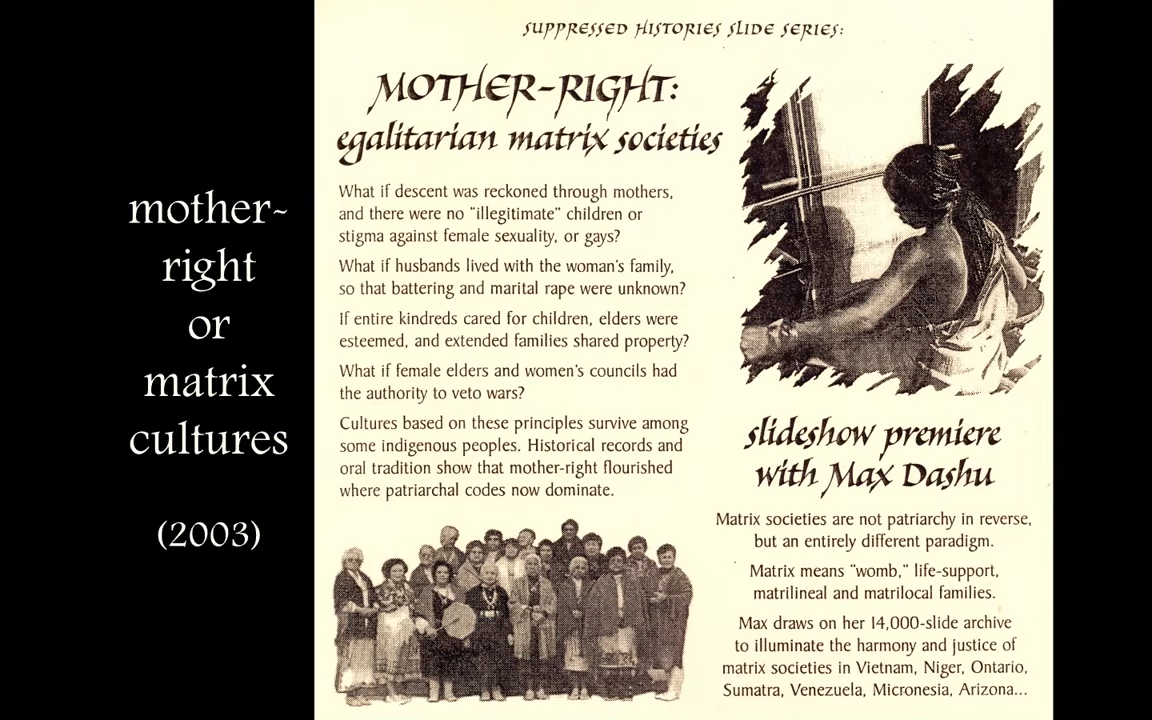 mother-
right
or
matrix
cultures
(2003)
SUPPRESSED HISTORIES SLIDE SERIES:
MOTHER-RIGHT:
egalitarian matrix societies
What if descent was reckoned through mothers,
and there were no "illegitimate" children or
stigma against female sexuality, or gays?
What if husbands lived with the woman's family,
so that battering and marital rape were unknown?
If entire kindreds cared for children, elders were
esteemed, and extended families shared property?
What if female elders and women's councils had
the authority to veto wars?
Cultures based on these principles survive among
some indigenous peoples. Historical records and
oral tradition show that mother-right flourished
where patriarchal codes now dominate.
slideshow premiere
with Max Dashu
Matrix societies are not patriarchy in reverse,
but an entirely different paradigm.
Matrix means "womb," life-support,
matrilineal and matrilocal families.
Max draws on her 14,000-slide archive
to illuminate the harmony and justice of
matrix societies in Vietnam, Niger, Ontario,
Sumatra, Venezuela, Micronesia, Arizona...